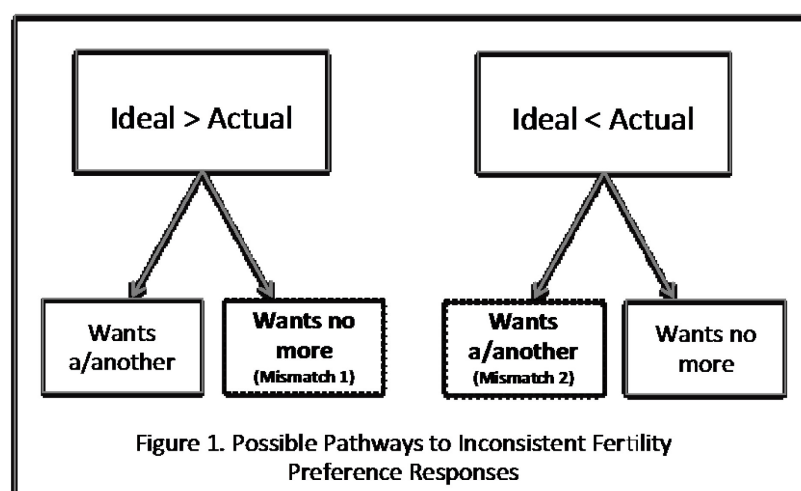 Ideal > Actual
Ideal < Actual
Wants
a/another
Wants no
more
(Mismatch 1)
Wants
a/another
(Mismatch 2)
Wants no
more
Figure 1. Possible Pathways to Inconsistent Fertility
Preference Responses